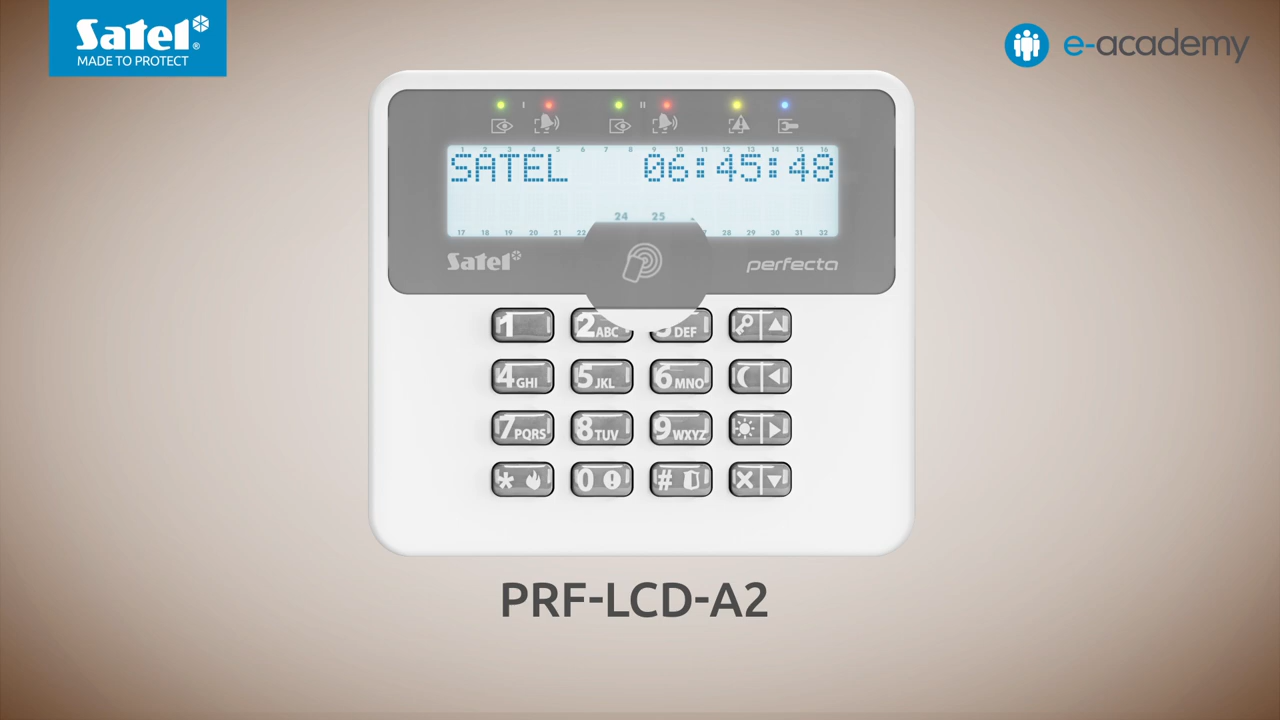 Satel®
MADE TO PROTECT
e-academy
I II
1 2 3 4 5 6 7 8 9 10 11 12 13 14 15 16
SATEL 06:45:48
24 25
17 18 19 20 21 22 28 29 30 31 32
Satel
perfecta
1 2ABC DEF
4GHI 5JKL 6MNO
7PQRS 8TUV 9WXYZ
* 0 #
PRF-LCD-A2